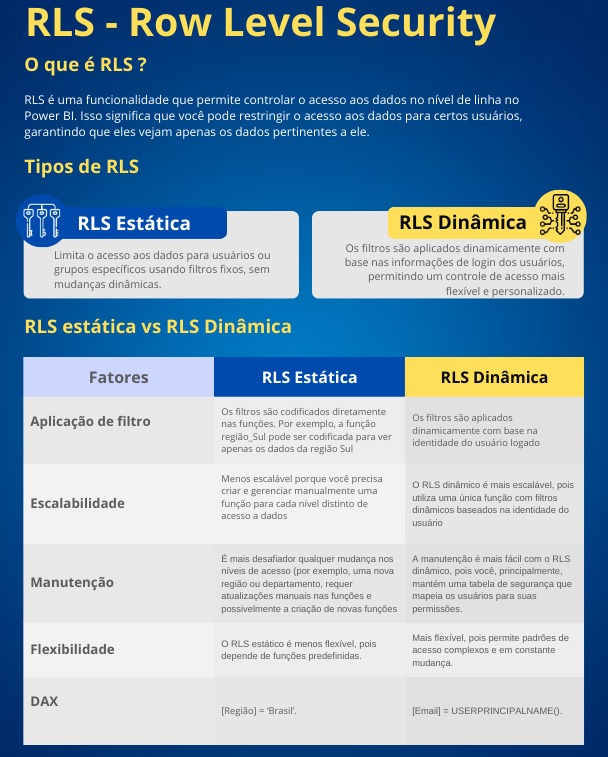 RLS - Row Level Security
O que é RLS ?
RLS é uma funcionalidade que permite controlar o acesso aos dados no nível de linha no
Power BI. Isso significa que você pode restringir o acesso aos dados para certos usuários,
garantindo que eles vejam apenas os dados pertinentes a ele.
Tipos de RLS
RLS Estática
Limita o acesso aos dados para usuários ou
grupos específicos usando filtros fixos, sem
mudanças dinâmicas.
RLS Dinâmica
Os filtros são aplicados dinamicamente com
base nas informações de login dos usuários,
permitindo um controle de acesso mais
flexível e personalizado.
RLS estática vs RLS Dinâmica
Fatores
RLS Estática
RLS Dinâmica
Aplicação de filtro
Os filtros são codificados diretamente
nas funções. Por exemplo, a função
região_Sul pode ser codificada para ver
apenas os dados da região Sul
Os filtros são aplicados
dinamicamente com base na
identidade do usuário logado
Escalabilidade
Menos escalável porque você precisa
criar e gerenciar manualmente uma
função para cada nível distinto de
acesso a dados
O RLS dinâmico é mais escalável, pois
utiliza uma única função com filtros
dinâmicos baseados na identidade do
usuário
Manutenção
É mais desafiador qualquer mudança nos
níveis de acesso (por exemplo, uma nova
região ou departamento, requer
atualizações manuais nas funções e
possivelmente a criação de novas funções
A manutenção é mais fácil com o RLS
dinâmico, pois você, principalmente,
mantém uma tabela de segurança que
mapeia os usuários para suas
permissões.
Flexibilidade
O RLS estático é menos flexível, pois
depende de funções predefinidas.
Mais flexível, pois permite padrões de
acesso complexos e em constante
mudança.
DAX
[Região] = 'Brasil'.
[Email] = USERPRINCIPALNAME().